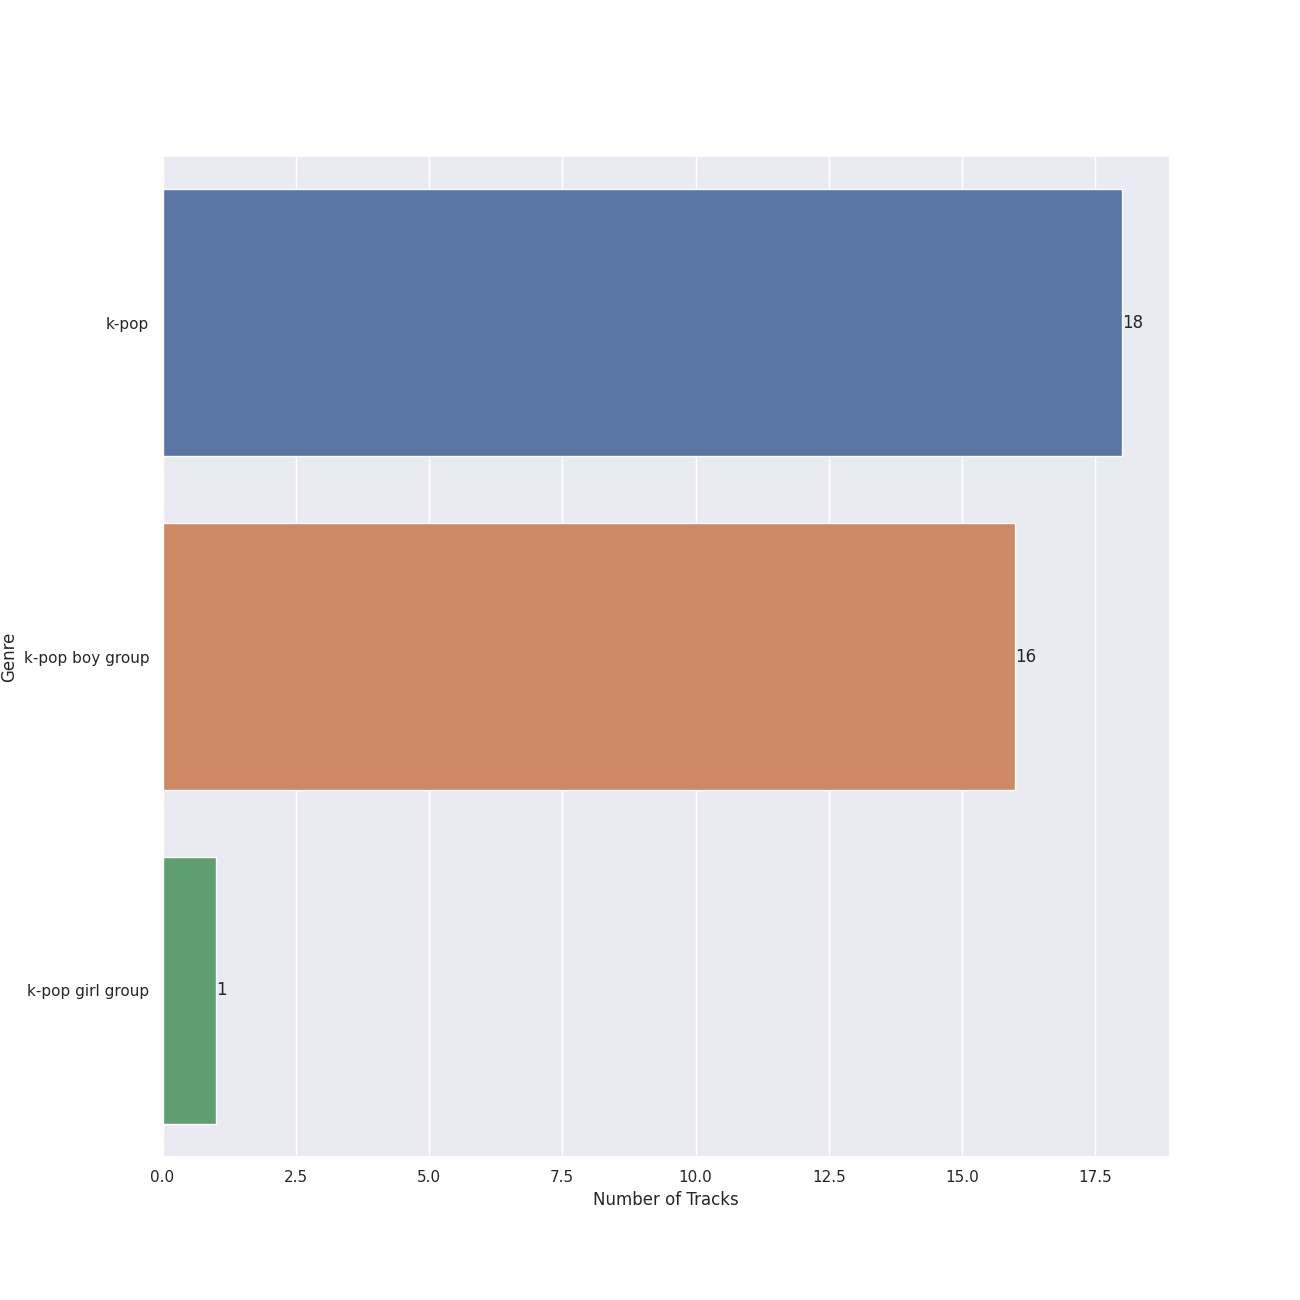 k-pop
18
Genre
k-pop boy group
16
k-pop girl group
1
0.0 2.5 5.0 7.5 10.0 12.5 15.0 17.5
Number of Tracks